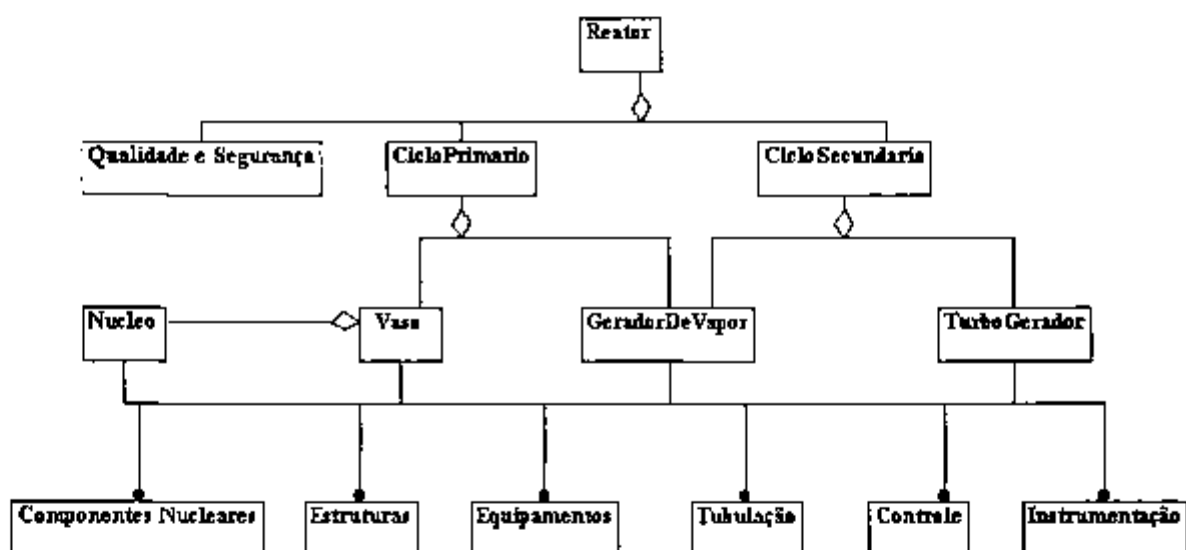 Reator
Qualidade e Segurança
CicloPrimario
CicloSecundario
Nucleo
Vaso
GeradorDeVapor
TurboGerador
Componentes Nucleares
Estruturas
Equipamentos
Tubulação
Controle
Instrumentação